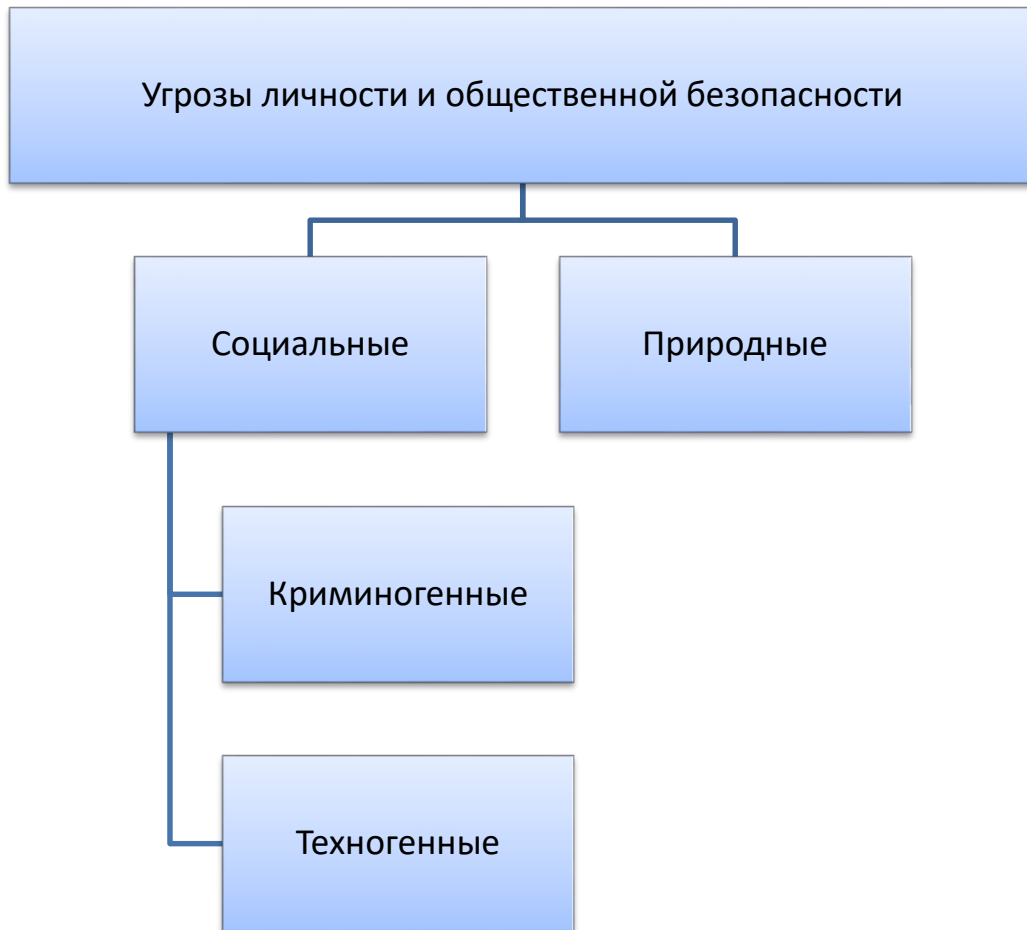 Угрозы личности и общественной безопасности
Социальные
Природные
Криминогенные
Техногенные